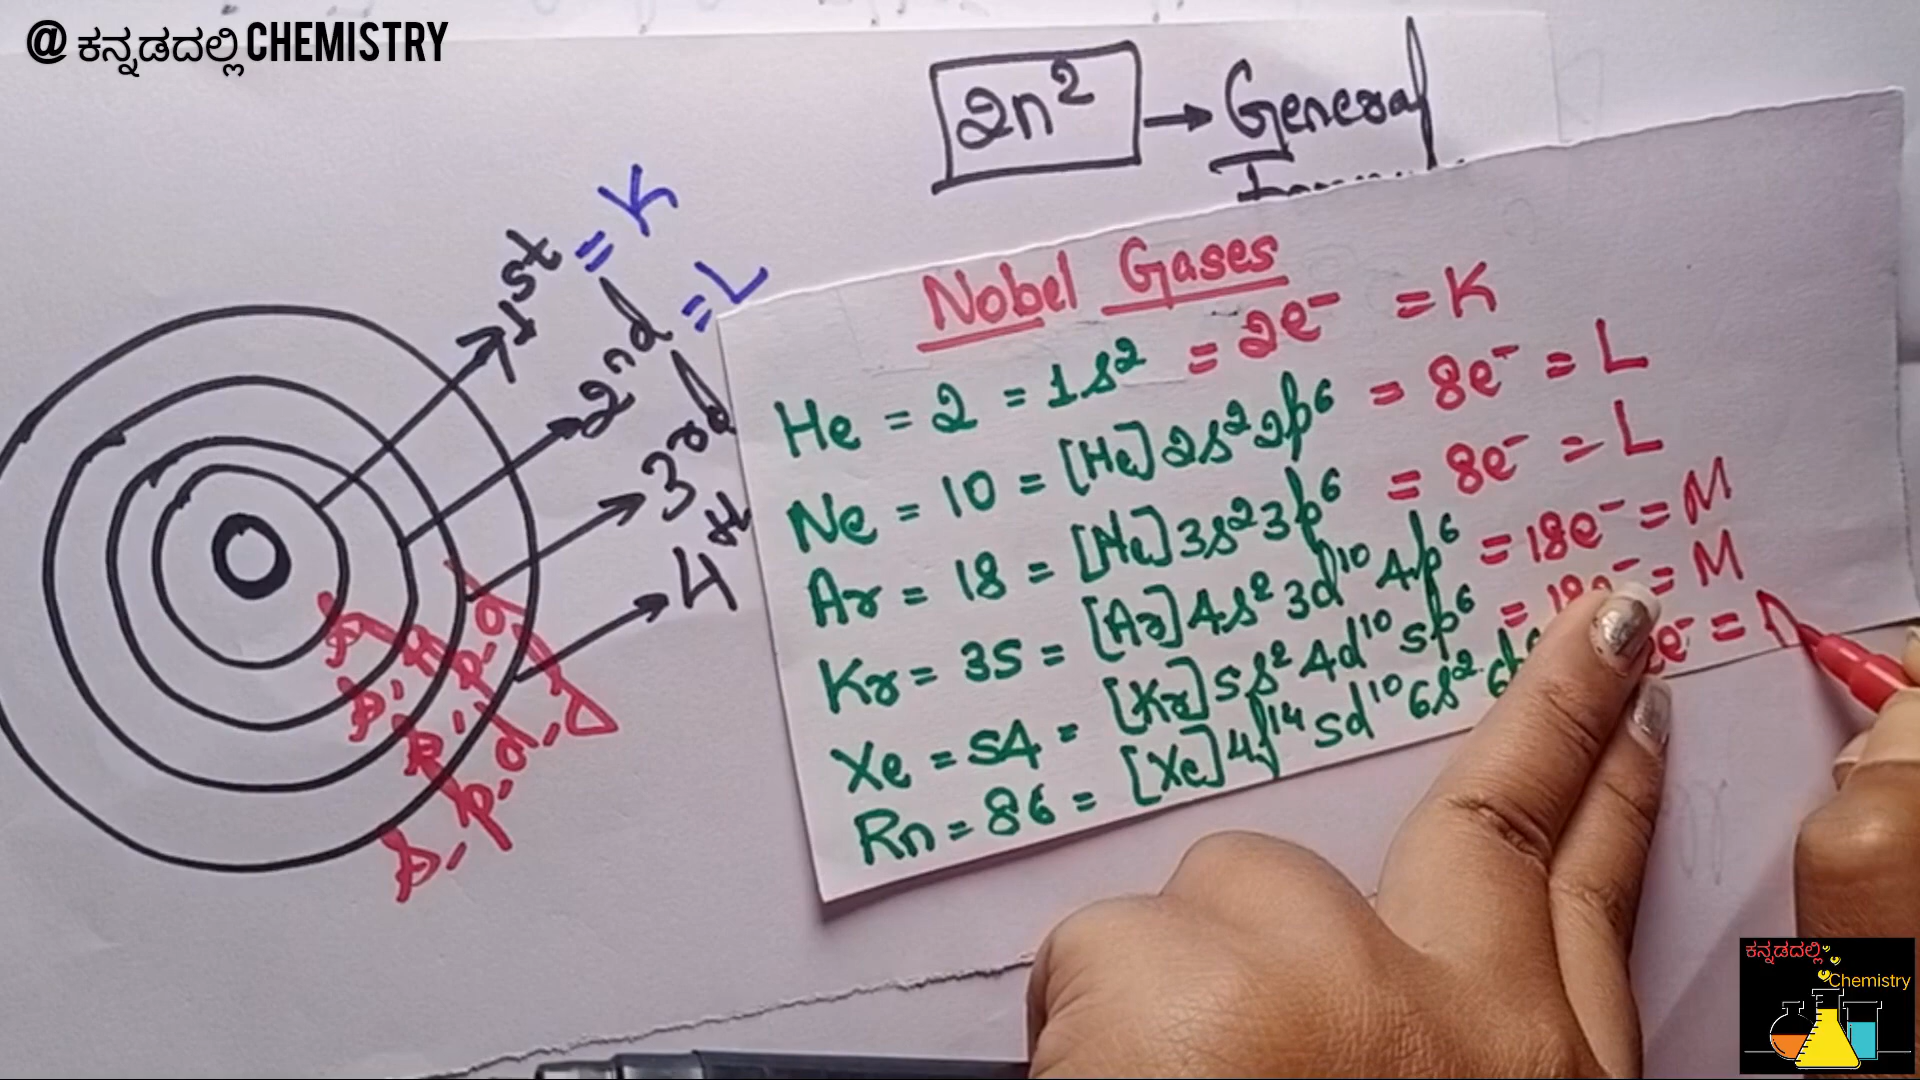 @ ಕನ್ನಡದಲ್ಲಿ CHEMISTRY
2n² → General
1st = K
2nd = L
3rd
4th
Nobel Gases
He = 2 = 1s² = 2e⁻ = K
Ne = 10 = [He] 2s² 2p⁶ = 8e⁻ = L
Ar = 18 = [Ne] 3s² 3p⁶ = 8e⁻ = L
Kr = 35 = [Ar] 4s² 3d¹⁰ 4p⁶ = 18e⁻ = M
Xe = 54 = [Kr] 5s² 4d¹⁰ 5p⁶ = 18e⁻ = M
Rn = 86 = [Xe] 4f¹⁴ 5d¹⁰ 6s² e⁻ =
s
s, p
s, p, d
s, p, d, f
ಕನ್ನಡದಲ್ಲಿ
Chemistry